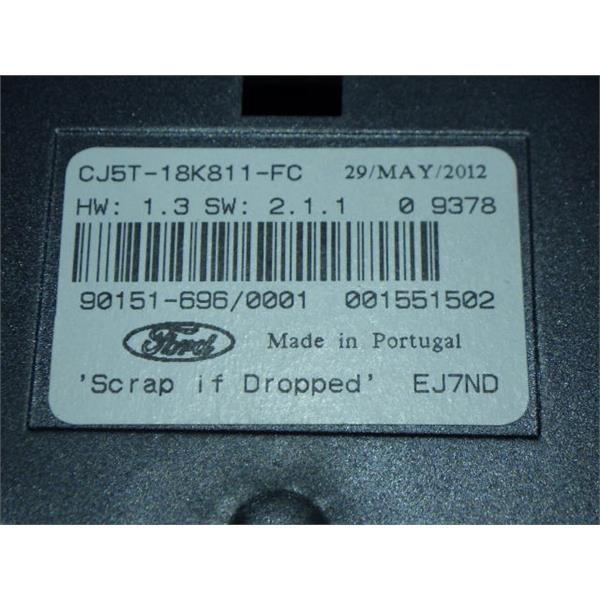 CJ5T-18K811-FC 29/MAY/2012
HW: 1.3 SW: 2.1.1 0 9378
90151-696/0001 001551502
Ford Made in Portugal
'Scrap if Dropped' EJ7ND